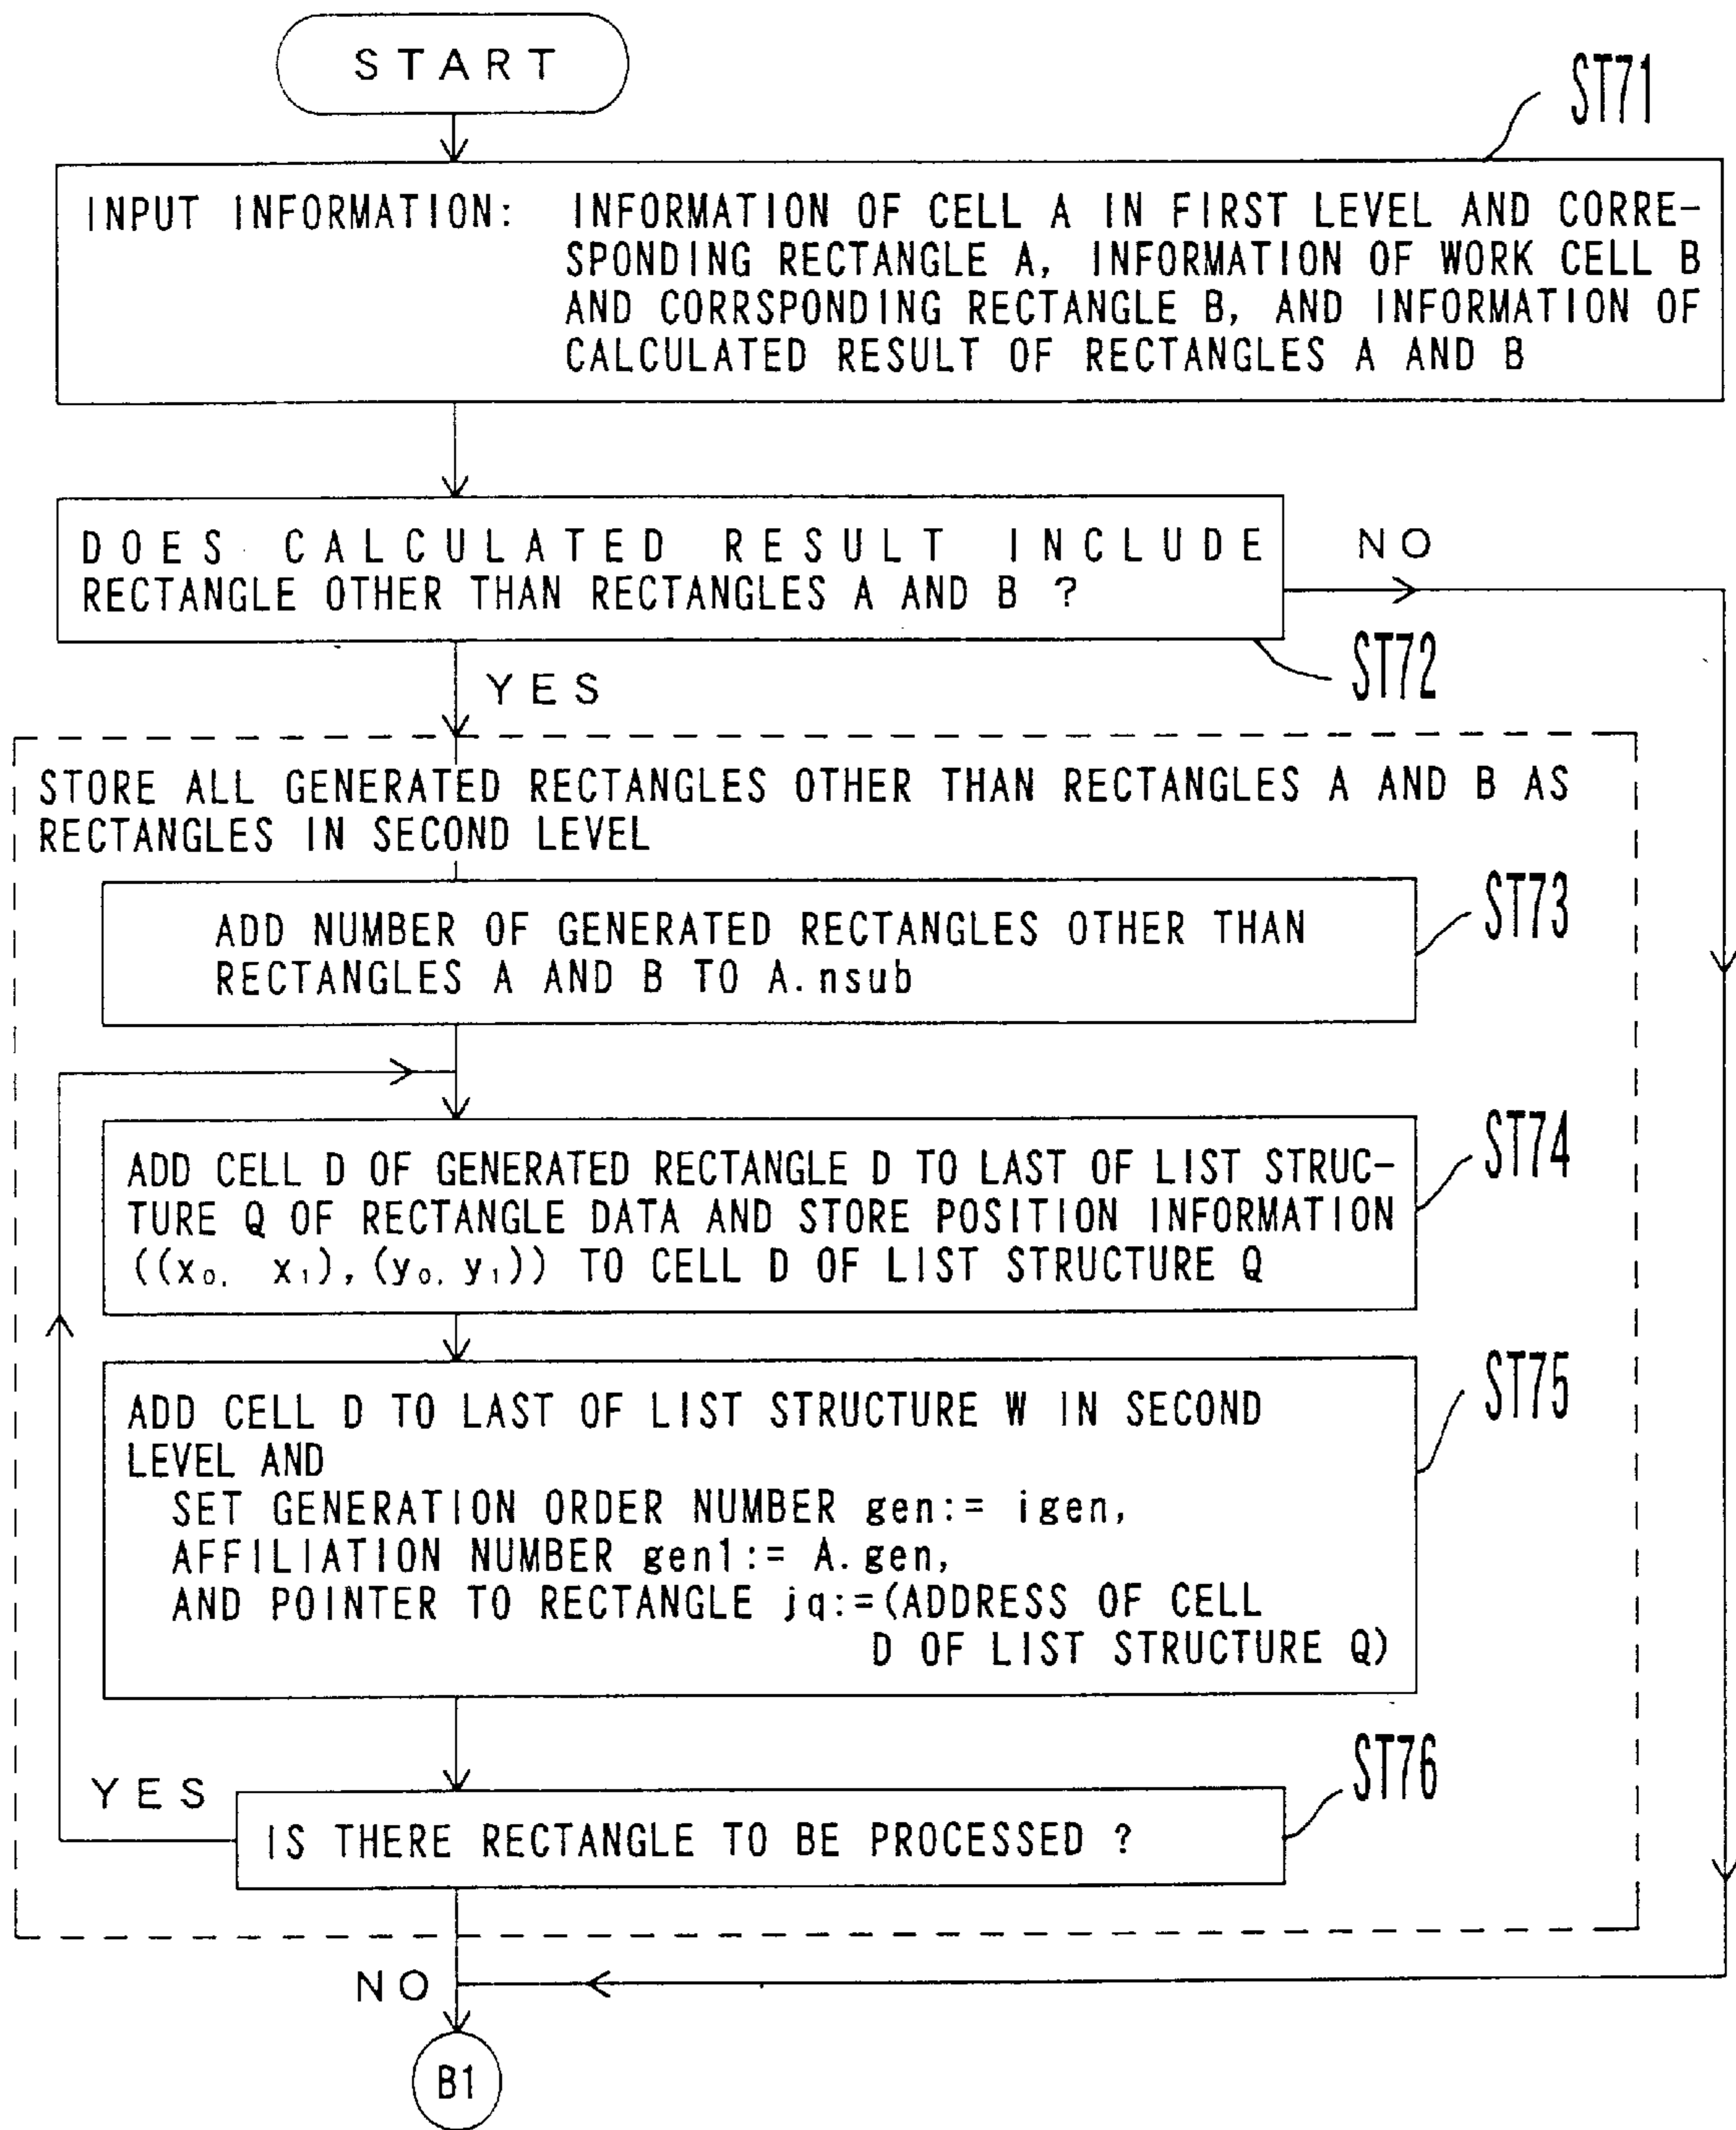 START
ST71
INPUT INFORMATION: INFORMATION OF CELL A IN FIRST LEVEL AND CORRE-
SPONDING RECTANGLE A, INFORMATION OF WORK CELL B
AND CORRSPONDING RECTANGLE B, AND INFORMATION OF
CALCULATED RESULT OF RECTANGLES A AND B
DOES CALCULATED RESULT INCLUDE
RECTANGLE OTHER THAN RECTANGLES A AND B ?
NO
ST72
YES
STORE ALL GENERATED RECTANGLES OTHER THAN RECTANGLES A AND B AS
RECTANGLES IN SECOND LEVEL
ST73
ADD NUMBER OF GENERATED RECTANGLES OTHER THAN
RECTANGLES A AND B TO A.nsub
ST74
ADD CELL D OF GENERATED RECTANGLE D TO LAST OF LIST STRUC-
TURE Q OF RECTANGLE DATA AND STORE POSITION INFORMATION
((x₀, x₁),(y₀, y₁)) TO CELL D OF LIST STRUCTURE Q
ST75
ADD CELL D TO LAST OF LIST STRUCTURE W IN SECOND
LEVEL AND
SET GENERATION ORDER NUMBER gen:= igen,
AFFILIATION NUMBER gen1:= A.gen,
AND POINTER TO RECTANGLE jq:=(ADDRESS OF CELL
D OF LIST STRUCTURE Q)
ST76
YES
IS THERE RECTANGLE TO BE PROCESSED ?
NO
B1